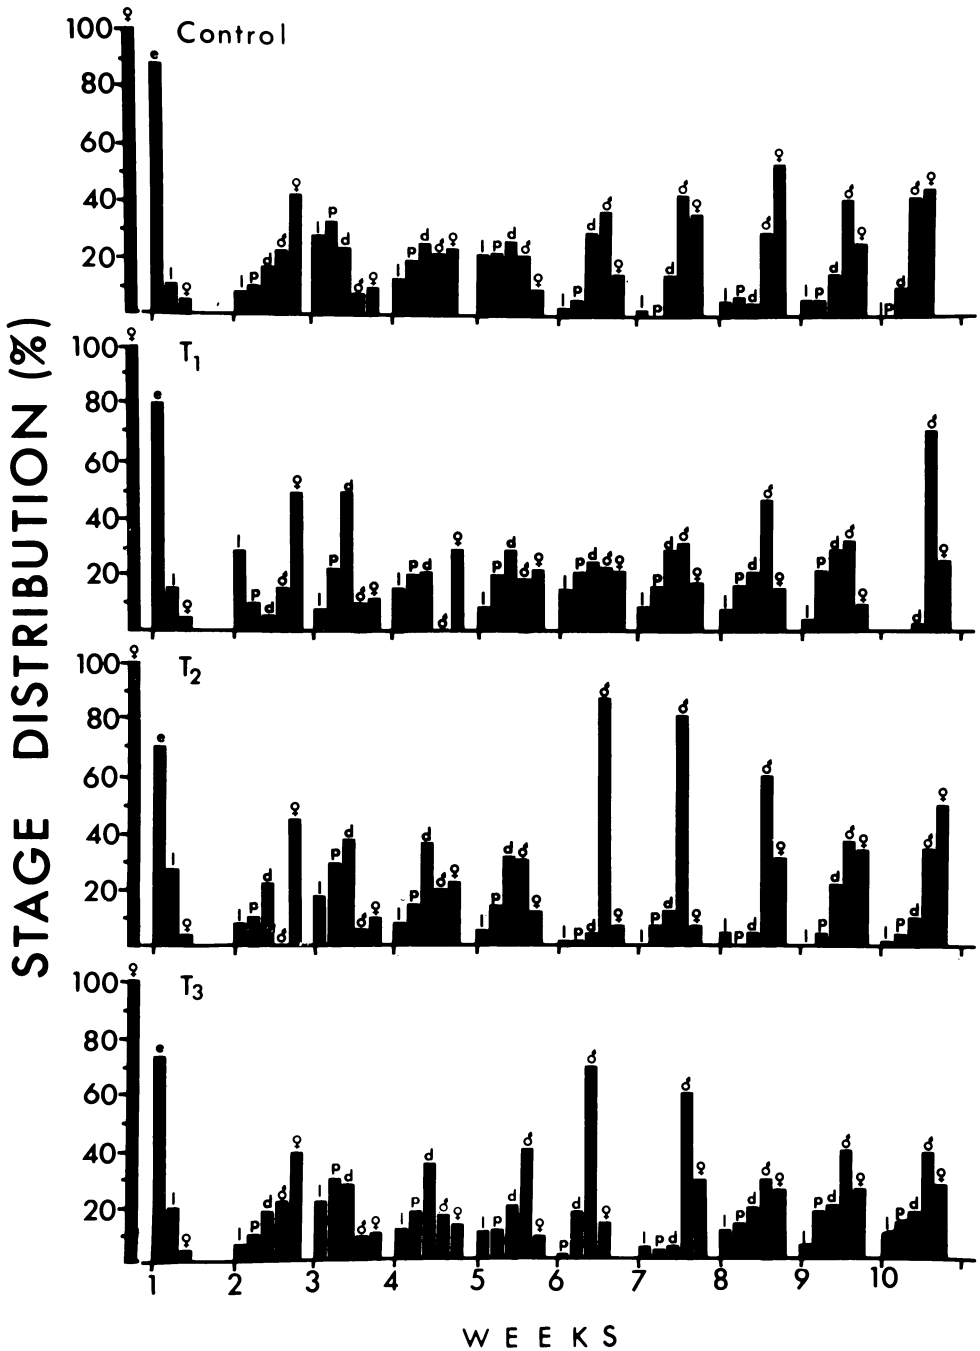 STAGE DISTRIBUTION (%)
♀
100
80
60
40
20
Control
e l ♀
l p d ♂ ♀
l p d ♂ ♀
l p d ♂ ♀
l p d ♂ ♀
l p d ♂ ♀
l p d ♂ ♀
l p d ♂ ♀
l p d ♂ ♀
l p d ♂ ♀
♀
100
80
60
40
20
T1
e l ♀
l p d ♂ ♀
l p d ♂ ♀
l p d ♂ ♀
l p d ♂ ♀
l p d ♂ ♀
l p d ♂ ♀
l p d ♂ ♀
l p d ♂ ♀
d ♂ ♀
♀
100
80
60
40
20
T2
e l ♀
l p d ♂ ♀
l p d ♂ ♀
l p d ♂ ♀
l p d ♂ ♀
l p d ♂ ♀
l p d ♂ ♀
l p d ♂ ♀
l p d ♂ ♀
l p d ♂ ♀
♀
100
80
60
40
20
T3
e l ♀
l p d ♂ ♀
l p d ♂ ♀
l p d ♂ ♀
l p d ♂ ♀
p d ♂ ♀
l p d ♂ ♀
l p d ♂ ♀
l p d ♂ ♀
l p d ♂ ♀
1 2 3 4 5 6 7 8 9 10
WEEKS